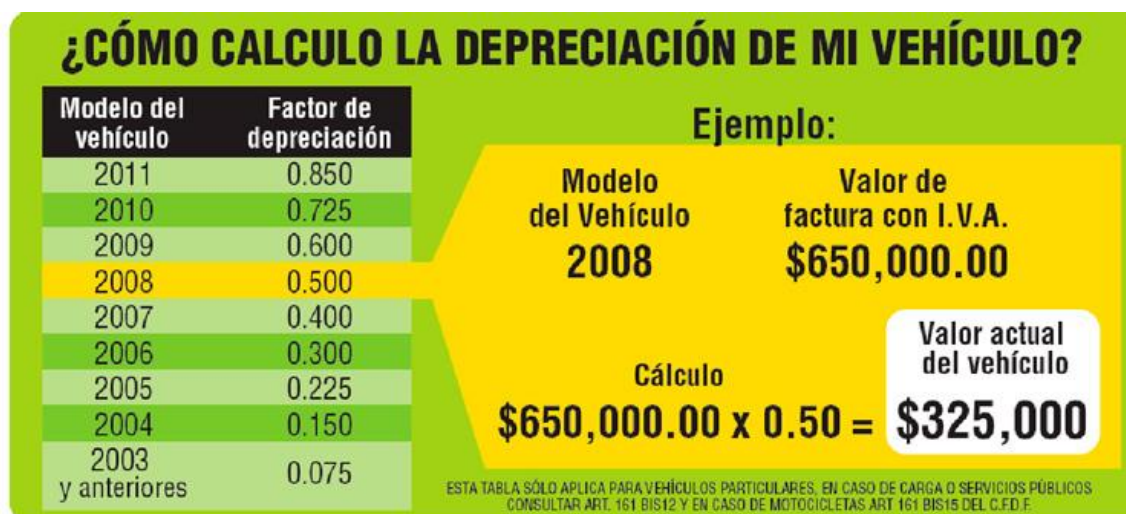 ¿CÓMO CALCULO LA DEPRECIACIÓN DE MI VEHÍCULO?
Modelo del vehículo Factor de depreciación
2011 0.850
2010 0.725
2009 0.600
2008 0.500
2007 0.400
2006 0.300
2005 0.225
2004 0.150
2003 y anteriores 0.075
Ejemplo:
Modelo del Vehículo
2008
Valor de factura con I.V.A.
$650,000.00
Cálculo
$650,000.00 x 0.50 =
Valor actual del vehículo
$325,000
ESTA TABLA SÓLO APLICA PARA VEHÍCULOS PARTICULARES, EN CASO DE CARGA O SERVICIOS PÚBLICOS
CONSULTAR ART. 161 BIS12 Y EN CASO DE MOTOCICLETAS ART 161 BIS15 DEL C.F.D.F.